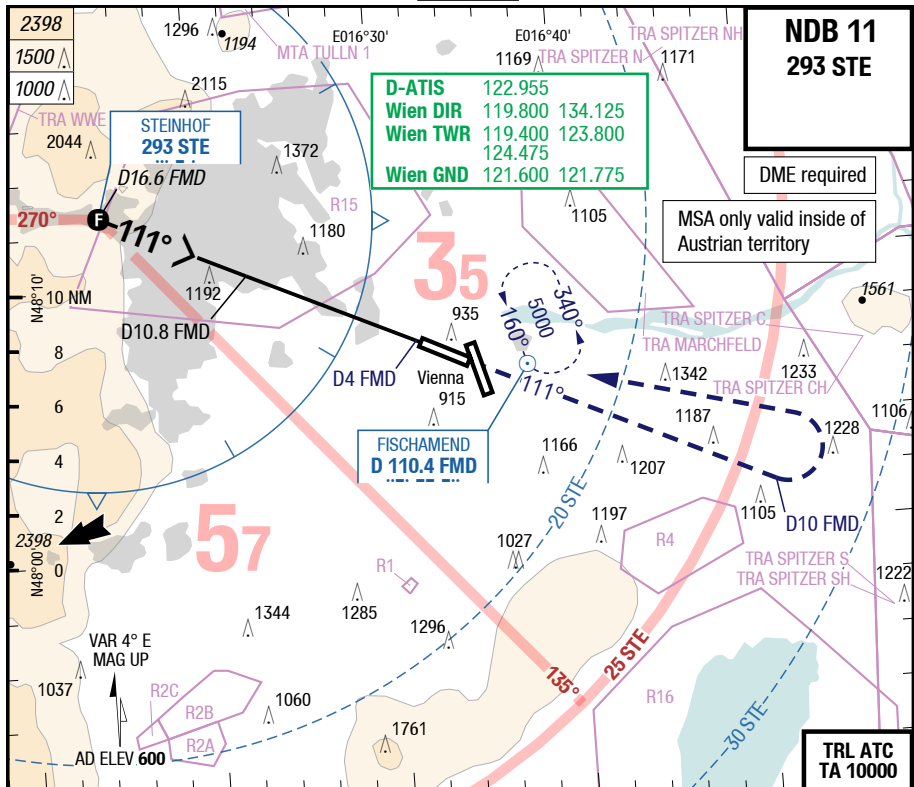 2398
1500
1000
1296
1194
MTA TULLN 1
E016°30'
E016°40'
1169
TRA SPITZER NH
TRA SPITZER N
1171
NDB 11
293 STE
2115
TRA WWE
2044
STEINHOF
293 STE
D-ATIS 122.955
Wien DIR 119.800 134.125
Wien TWR 119.400 123.800
124.475
Wien GND 121.600 121.775
1372
D16.6 FMD
DME required
R15
1105
MSA only valid inside of
Austrian territory
270°
F
111°
1180
35
1192
N48°10'
10 NM
D10.8 FMD
935
160°
5000
340°
1561
TRA SPITZER C
TRA MARCHFELD
8
D4 FMD
Vienna
915
111°
1342
1233
TRA SPITZER CH
6
1187
1106
1228
FISCHAMEND
D 110.4 FMD
4
1166
1207
1105
D10 FMD
2
57
20 STE
1197
2398
N48°00'
0
1027
R4
R1
TRA SPITZER S
TRA SPITZER SH
1222
1285
1344
1296
VAR 4° E
MAG UP
1037
R2C
R2B
R2A
1060
135°
25 STE
R16
30 STE
1761
AD ELEV 600
TRL ATC
TA 10000